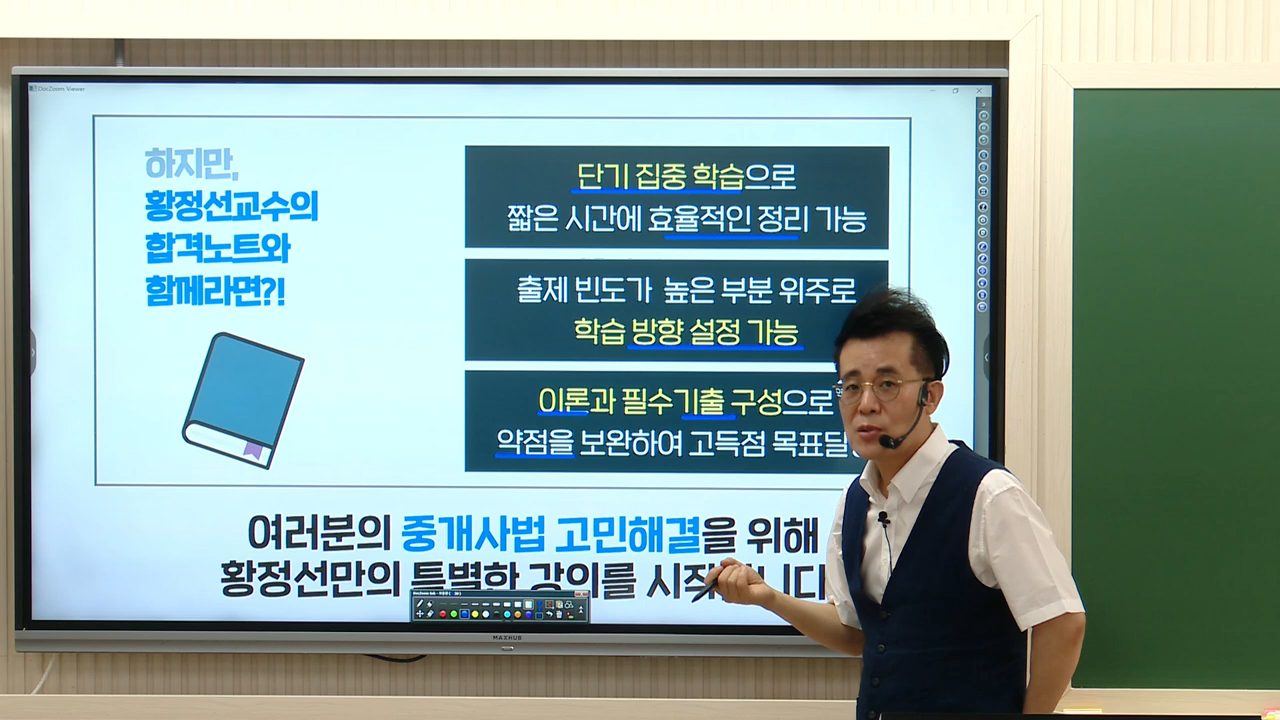 DocZoom Viewer
하지만,
황정선교수의
합격노트와
함께라면?!
단기 집중 학습으로
짧은 시간에 효율적인 정리 가능
출제 빈도가 높은 부분 위주로
학습 방향 설정 가능
이론과 필수기출 구성으로
약점을 보완하여 고득점 목표달
여러분의 중개사법 고민해결을 위해
황정선만의 특별한 강의를 시작니다
MAXHUB